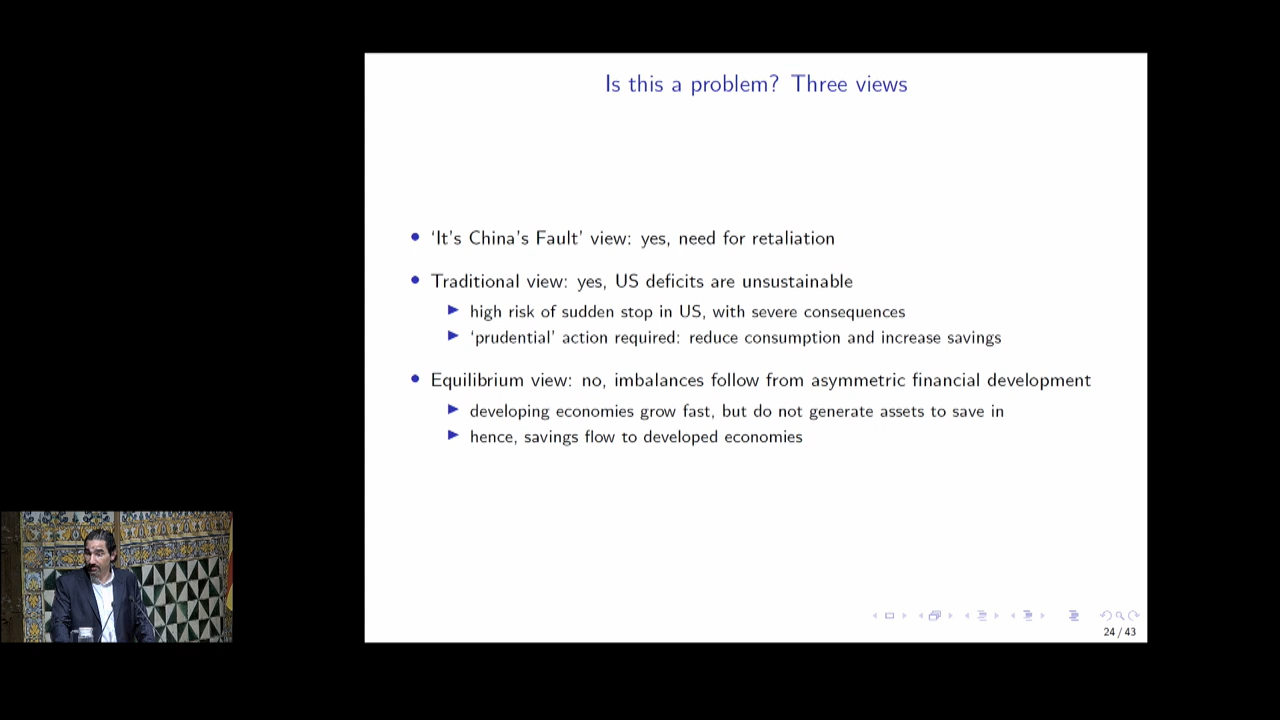 Is this a problem? Three views
• ‘It’s China’s Fault’ view: yes, need for retaliation
• Traditional view: yes, US deficits are unsustainable
▶ high risk of sudden stop in US, with severe consequences
▶ ‘prudential’ action required: reduce consumption and increase savings
• Equilibrium view: no, imbalances follow from asymmetric financial development
▶ developing economies grow fast, but do not generate assets to save in
▶ hence, savings flow to developed economies
24 / 43